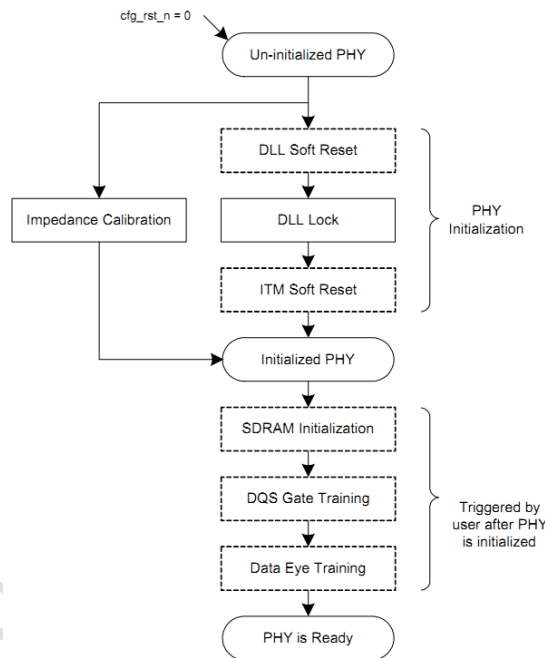 cfg_rst_n = 0
Un-initialized PHY
DLL Soft Reset
Impedance Calibration
DLL Lock
PHY
Initialization
ITM Soft Reset
Initialized PHY
SDRAM Initialization
DQS Gate Training
Triggered by
user after PHY
is initialized
Data Eye Training
PHY is Ready